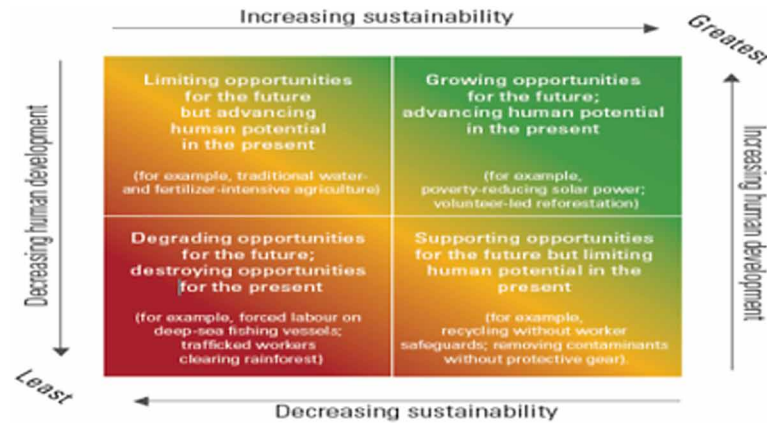 Increasing sustainability
Greatest
Decreasing human development
Limiting opportunities
for the future
but advancing
human potential
in the present
(for example, traditional water-
and fertilizer-intensive agriculture)
Growing opportunities
for the future;
advancing human potential
in the present
(for example,
poverty-reducing solar power;
volunteer-led reforestation)
Increasing human development
Degrading opportunities
for the future;
destroying opportunities
for the present
(for example, forced labour on
deep-sea fishing vessels;
trafficked workers
clearing rainforest)
Supporting opportunities
for the future but limiting
human potential in the
present
(for example,
recycling without worker
safeguards; removing contaminants
without protective gear).
Least
Decreasing sustainability